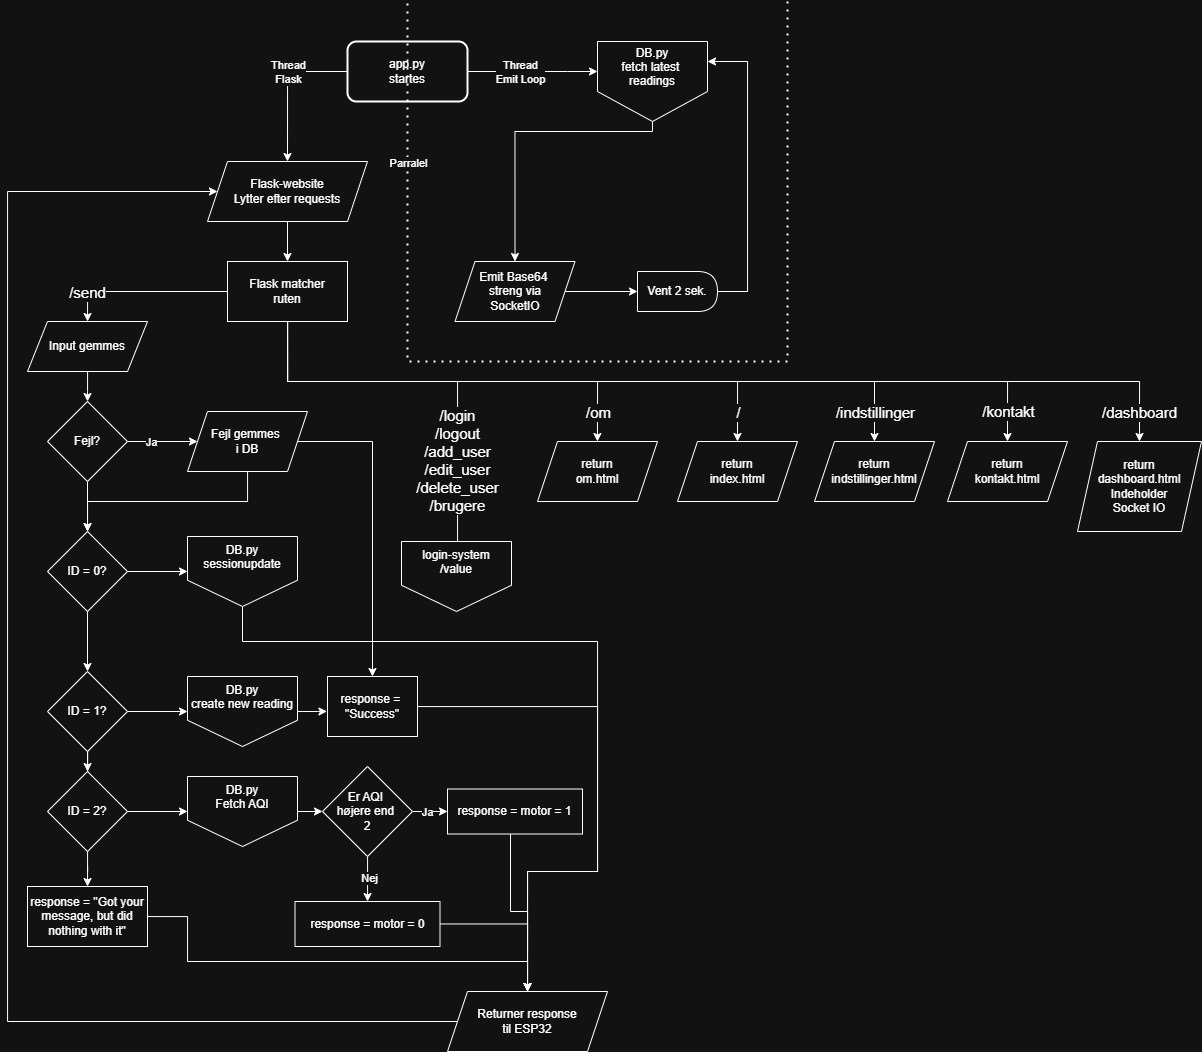 Thread
Flask
app.py
startes
Thread
Emit Loop
DB.py
fetch latest
readings
Parralel
Flask-website
Lytter efter requests
Flask matcher
ruten
Emit Base64
streng via
SocketIO
Vent 2 sek.
/send
Input gemmes
Fejl?
Ja
Fejl gemmes
i DB
/login
/logout
/add_user
/edit_user
/delete_user
/brugere
/om
/
/indstillinger
/kontakt
/dashboard
return
om.html
return
index.html
return
indstillinger.html
return
kontakt.html
return
dashboard.html
Indeholder
Socket IO
login-system
/value
ID = 0?
DB.py
sessionupdate
ID = 1?
DB.py
create new reading
response =
"Success"
ID = 2?
DB.py
Fetch AQI
Er AQI
højere end
2
Ja
response = motor = 1
Nej
response = motor = 0
response = "Got your
message, but did
nothing with it"
Returner response
til ESP32